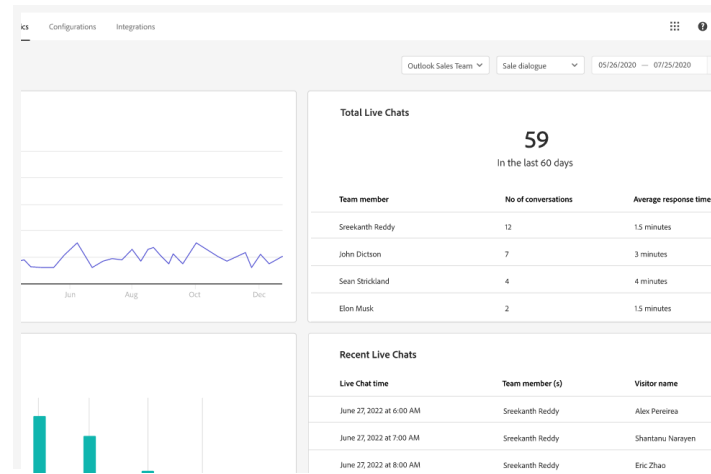 ics Configurations Integrations
Outlook Sales Team Sale dialogue 05/26/2020 — 07/25/2020
Total Live Chats
59
In the last 60 days
Team member No of conversations Average response time
Sreekanth Reddy 12 1.5 minutes
John Dictson 7 3 minutes
Sean Strickland 4 4 minutes
Elon Musk 2 1.5 minutes
Jun Aug Oct Dec
Recent Live Chats
Live Chat time Team member (s) Visitor name
June 27, 2022 at 6:00 AM Sreekanth Reddy Alex Pereirea
June 27, 2022 at 7:00 AM Sreekanth Reddy Shantanu Narayen
June 27, 2022 at 8:00 AM Sreekanth Reddy Eric Zhao